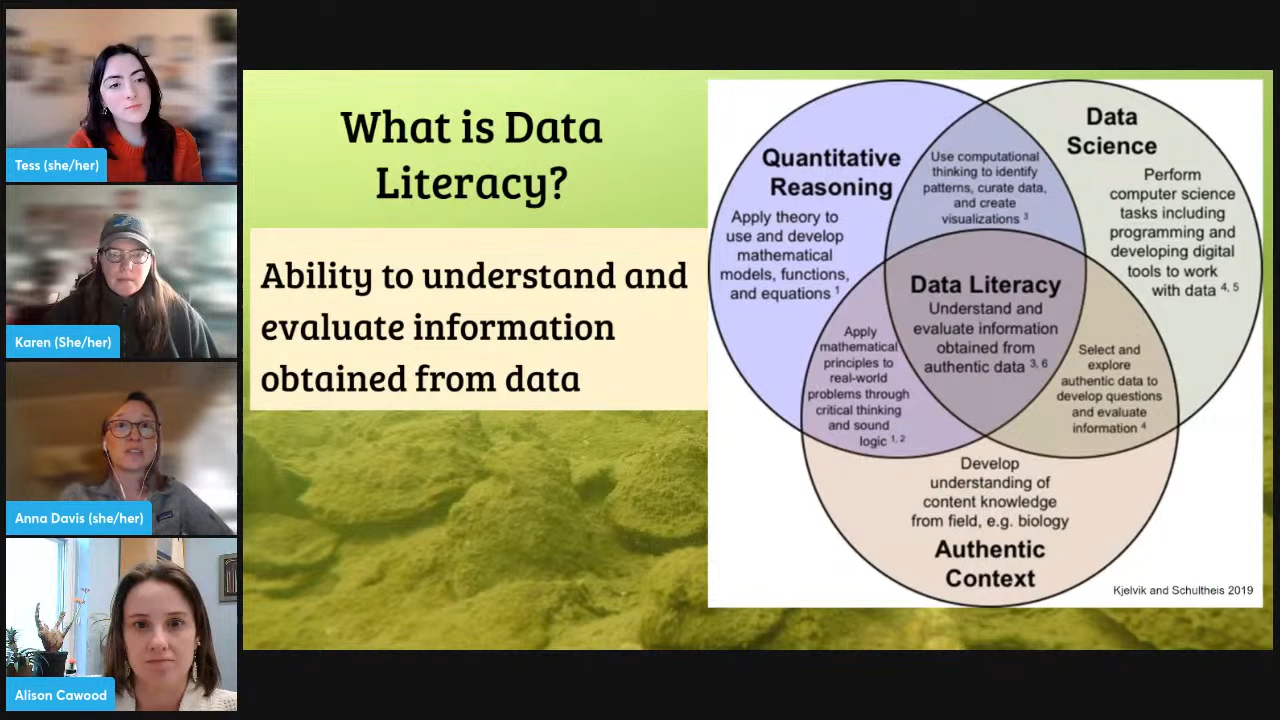 Tess (she/her)
Karen (She/her)
Anna Davis (she/her)
Alison Cawood
What is Data
Literacy?
Ability to understand and
evaluate information
obtained from data
Quantitative
Reasoning
Apply theory to
use and develop
mathematical
models, functions,
and equations 1
Use computational
thinking to identify
patterns, curate data,
and create
visualizations 3
Data
Science
Perform
computer science
tasks including
programming and
developing digital
tools to work
with data 4, 5
Data Literacy
Understand and
evaluate information
obtained from
authentic data 3, 6
Apply
mathematical
principles to
real-world
problems through
critical thinking
and sound
logic 1, 2
Select and
explore
authentic data to
develop questions
and evaluate
information 4
Develop
understanding of
content knowledge
from field, e.g. biology
Authentic
Context
Kjelvik and Schultheis 2019